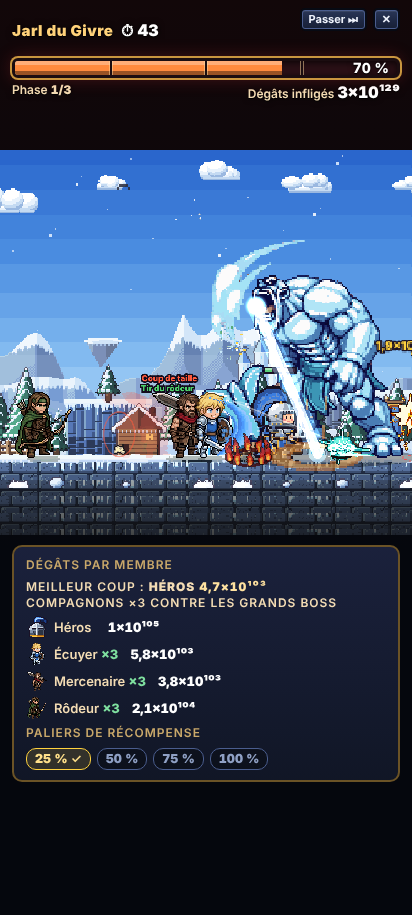 Passer ⏭ ✕
Jarl du Givre ⏱ 43
70 %
Phase 1/3
Dégâts infligés 3×10¹²⁹
1,9×10
Coup de taille
Tir du rôdeur
DÉGÂTS PAR MEMBRE
MEILLEUR COUP : HÉROS 4,7×10¹⁰³
COMPAGNONS ×3 CONTRE LES GRANDS BOSS
Héros 1×10¹⁰⁵
Écuyer ×3 5,8×10¹⁰³
Mercenaire ×3 3,8×10¹⁰³
Rôdeur ×3 2,1×10¹⁰⁴
PALIERS DE RÉCOMPENSE
25 % ✓ 50 % 75 % 100 %